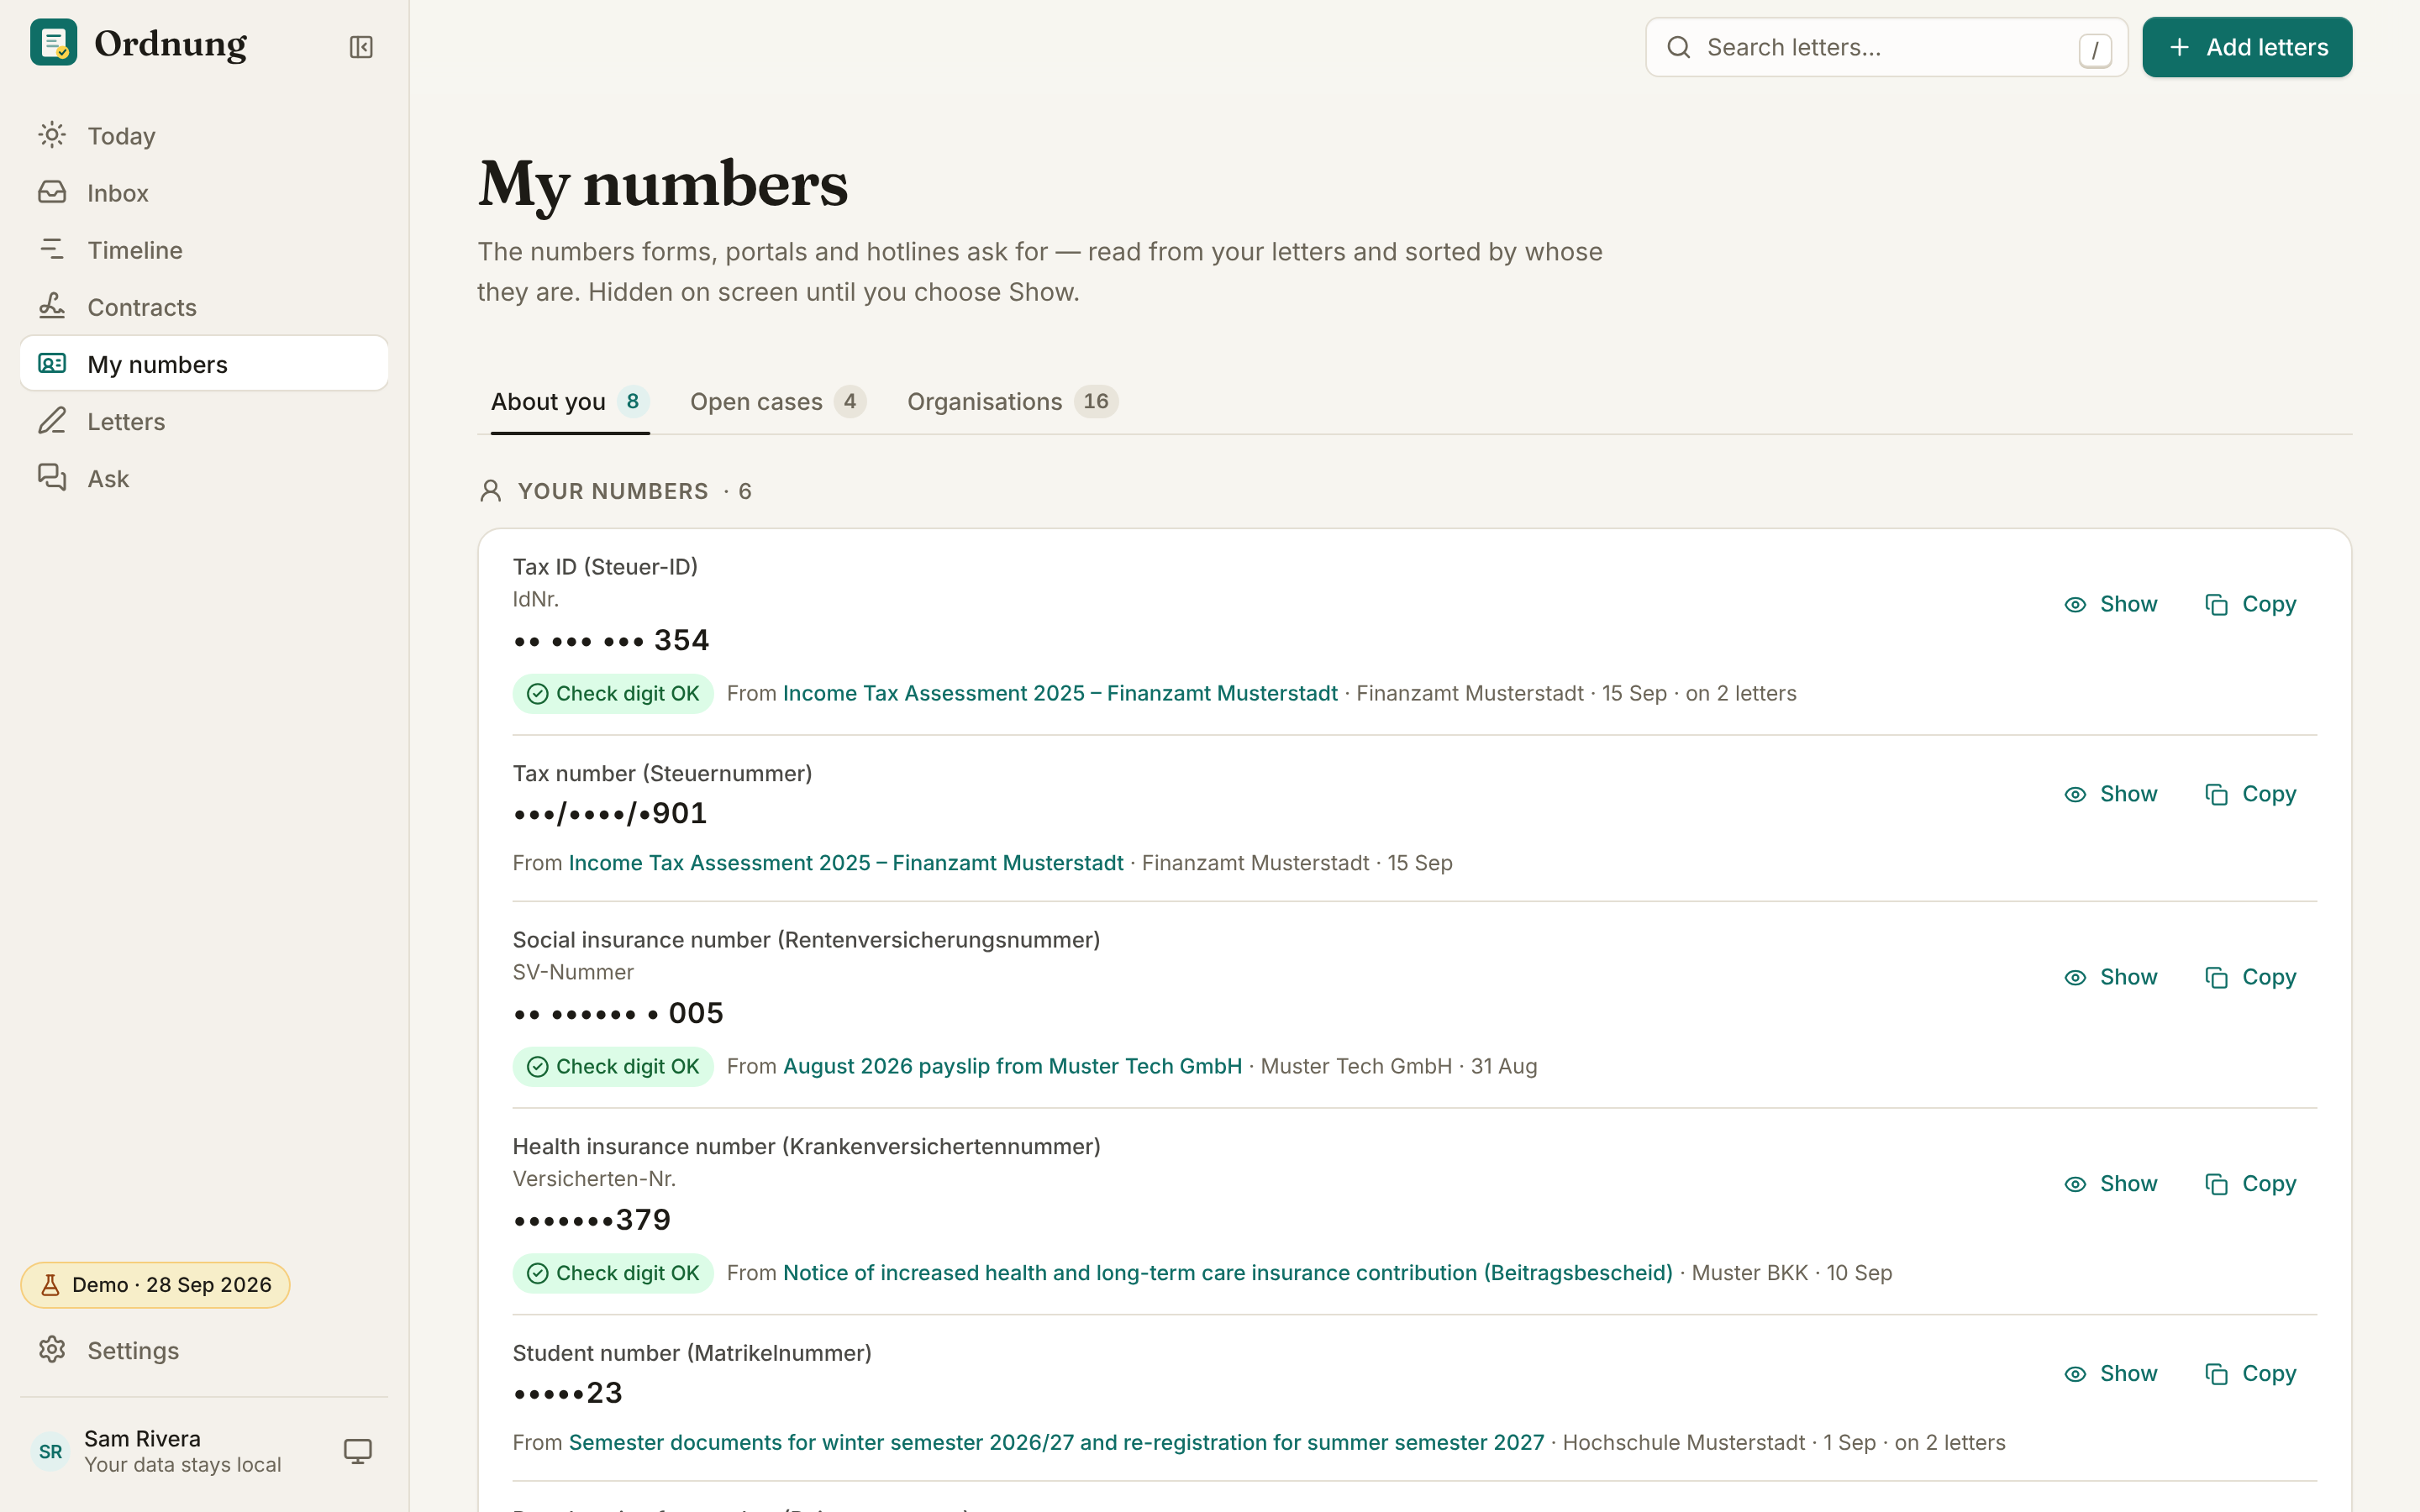 Ordnung
Search letters...
/
Add letters
Today
Inbox
Timeline
Contracts
My numbers
Letters
Ask
My numbers
The numbers forms, portals and hotlines ask for — read from your letters and sorted by whose
they are. Hidden on screen until you choose Show.
About you 8
Open cases 4
Organisations 16
YOUR NUMBERS · 6
Tax ID (Steuer-ID)
IdNr.
•• ••• ••• 354
Show Copy
Check digit OK From Income Tax Assessment 2025 – Finanzamt Musterstadt · Finanzamt Musterstadt · 15 Sep · on 2 letters
Tax number (Steuernummer)
•••/••••/•901
Show Copy
From Income Tax Assessment 2025 – Finanzamt Musterstadt · Finanzamt Musterstadt · 15 Sep
Social insurance number (Rentenversicherungsnummer)
SV-Nummer
•• •••••• • 005
Show Copy
Check digit OK From August 2026 payslip from Muster Tech GmbH · Muster Tech GmbH · 31 Aug
Health insurance number (Krankenversichertennummer)
Versicherten-Nr.
•••••••379
Show Copy
Check digit OK From Notice of increased health and long-term care insurance contribution (Beitragsbescheid) · Muster BKK · 10 Sep
Student number (Matrikelnummer)
•••••23
Show Copy
From Semester documents for winter semester 2026/27 and re-registration for summer semester 2027 · Hochschule Musterstadt · 1 Sep · on 2 letters
Demo · 28 Sep 2026
Settings
SR
Sam Rivera
Your data stays local